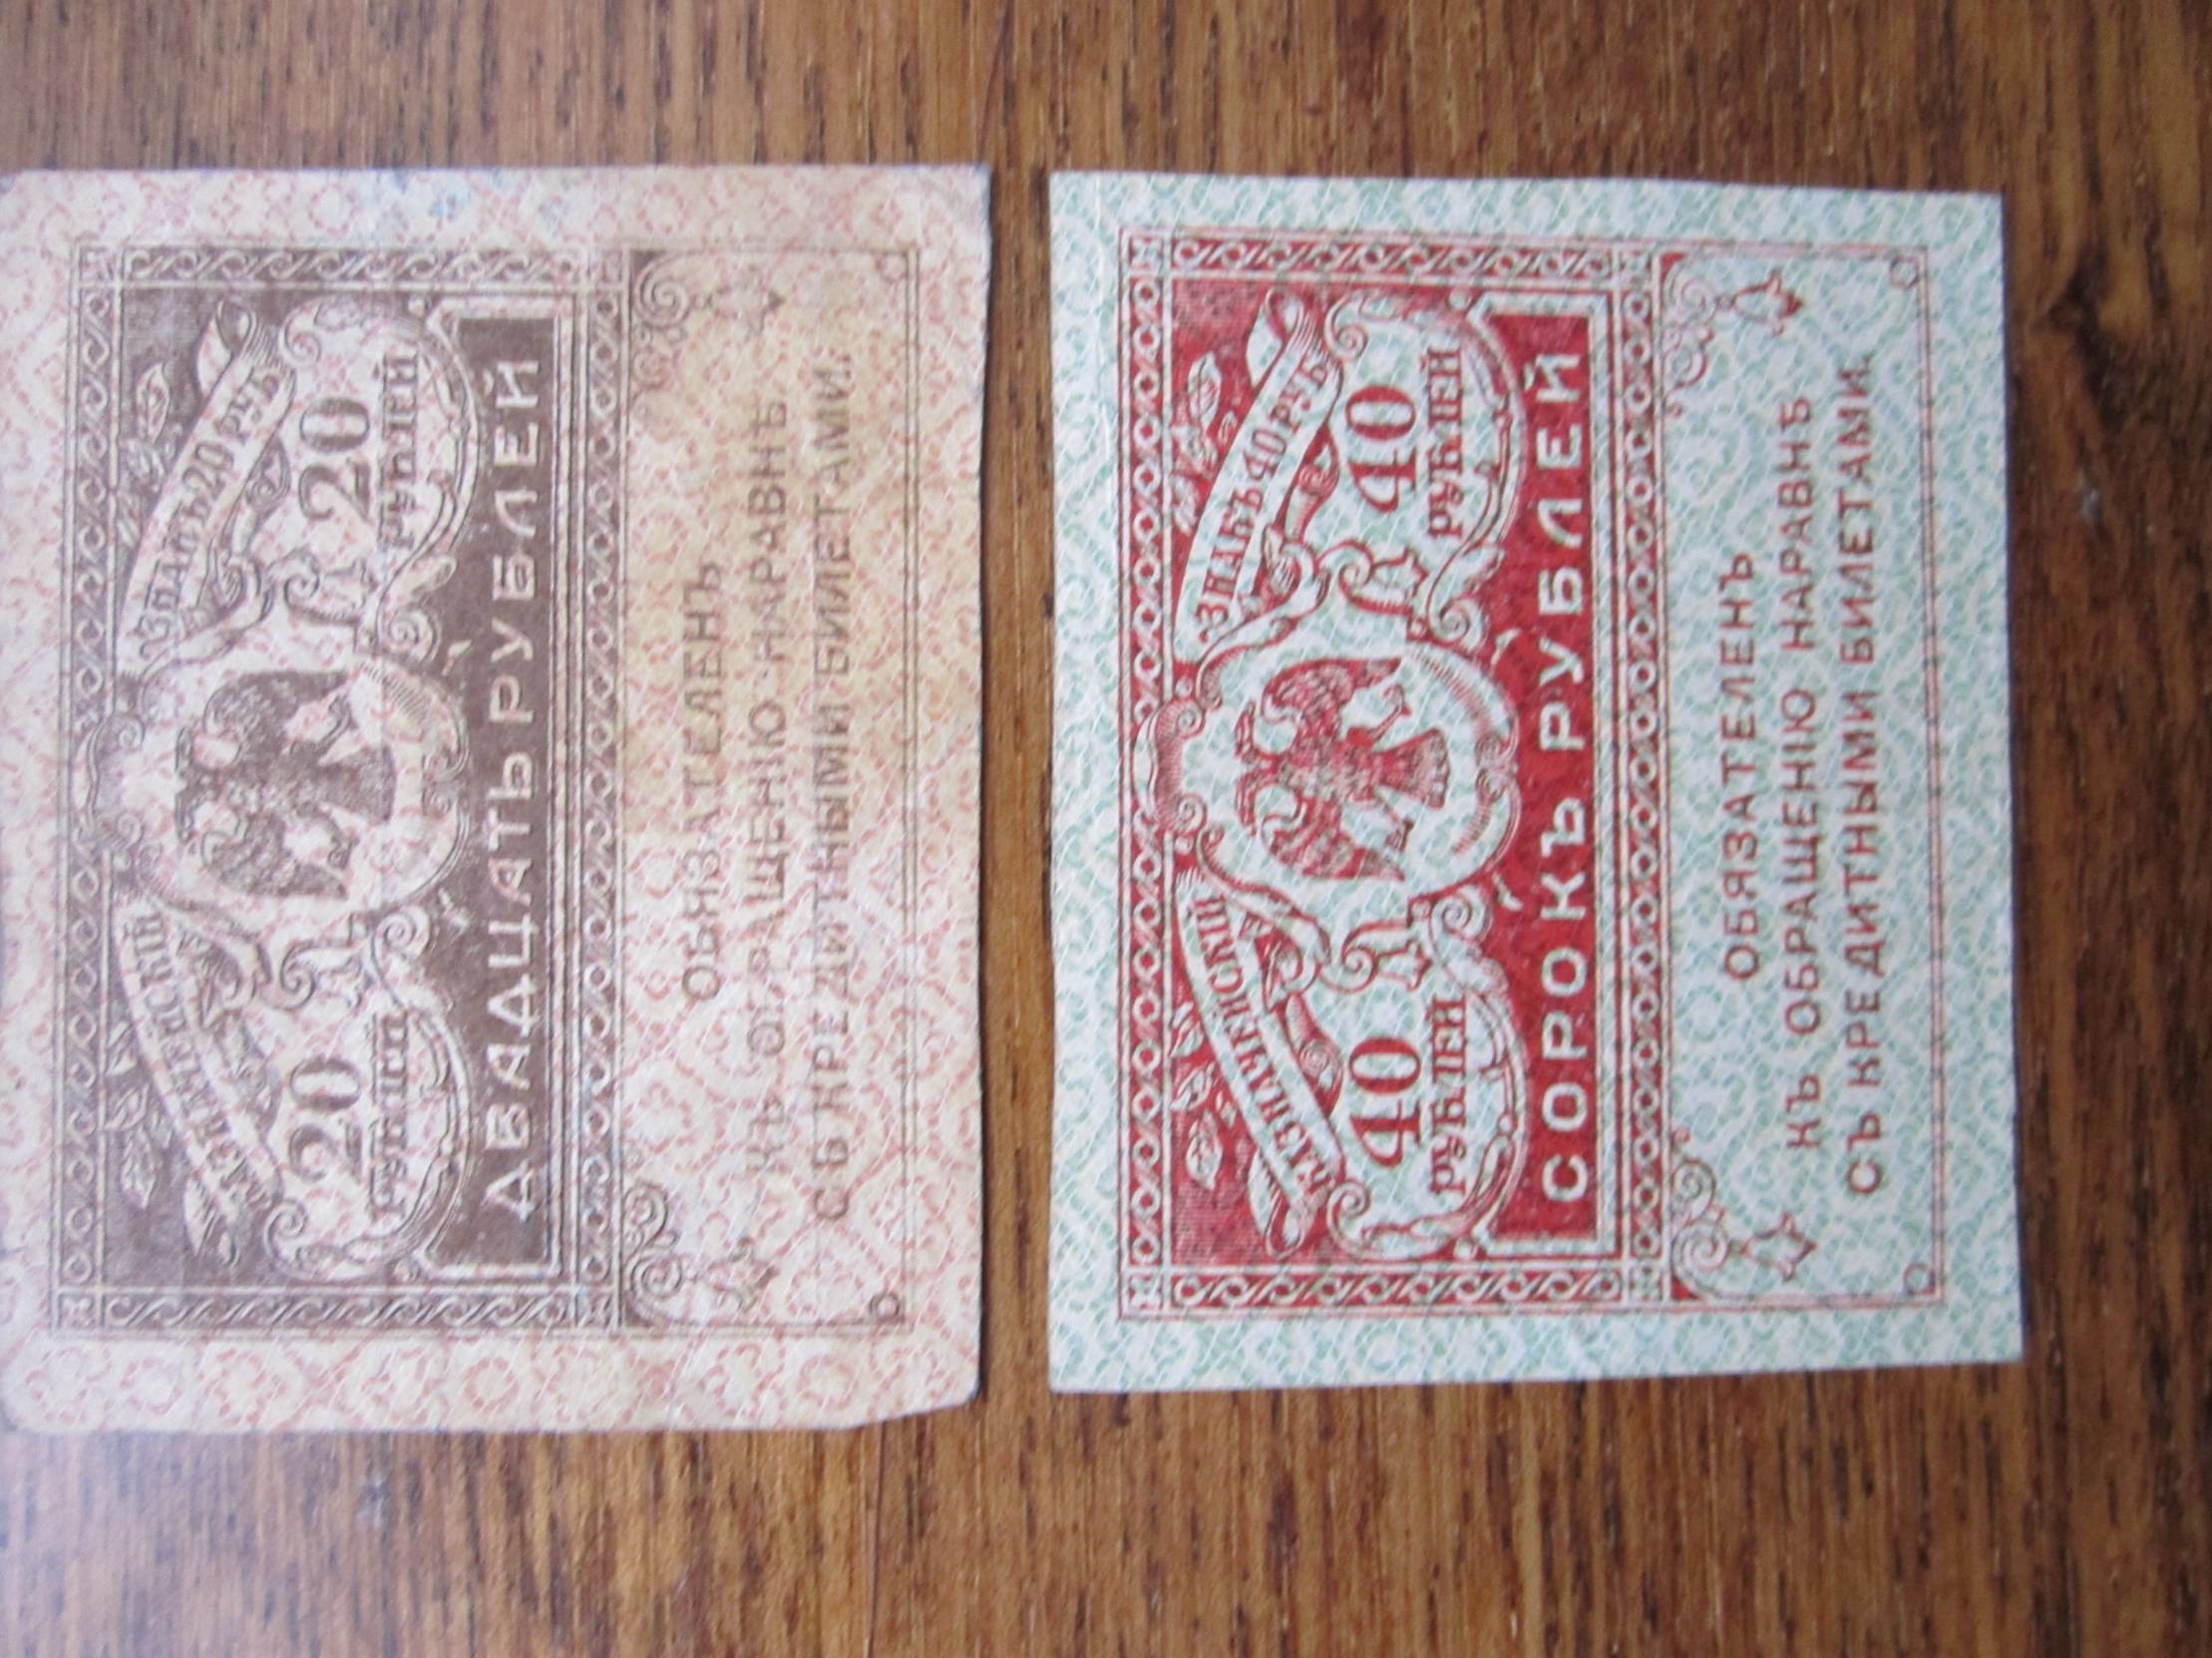 КАЗНАЧЕЙСКІЙ ЗНАКЪ 20 РУБ.
20 РУБЛЕЙ
20 РУБЛЕЙ
ДВАДЦАТЬ РУБЛЕЙ
ОБЯЗАТЕЛЕНЪ
КЪ ОБРАЩЕНІЮ НАРАВНѢ
СЪ КРЕДИТНЫМИ БИЛЕТАМИ.
КАЗНАЧЕЙСКІЙ ЗНАКЪ 40 РУБ.
40 РУБЛЕЙ
40 РУБЛЕЙ
СОРОКЪ РУБЛЕЙ
ОБЯЗАТЕЛЕНЪ
КЪ ОБРАЩЕНІЮ НАРАВНѢ
СЪ КРЕДИТНЫМИ БИЛЕТАМИ.